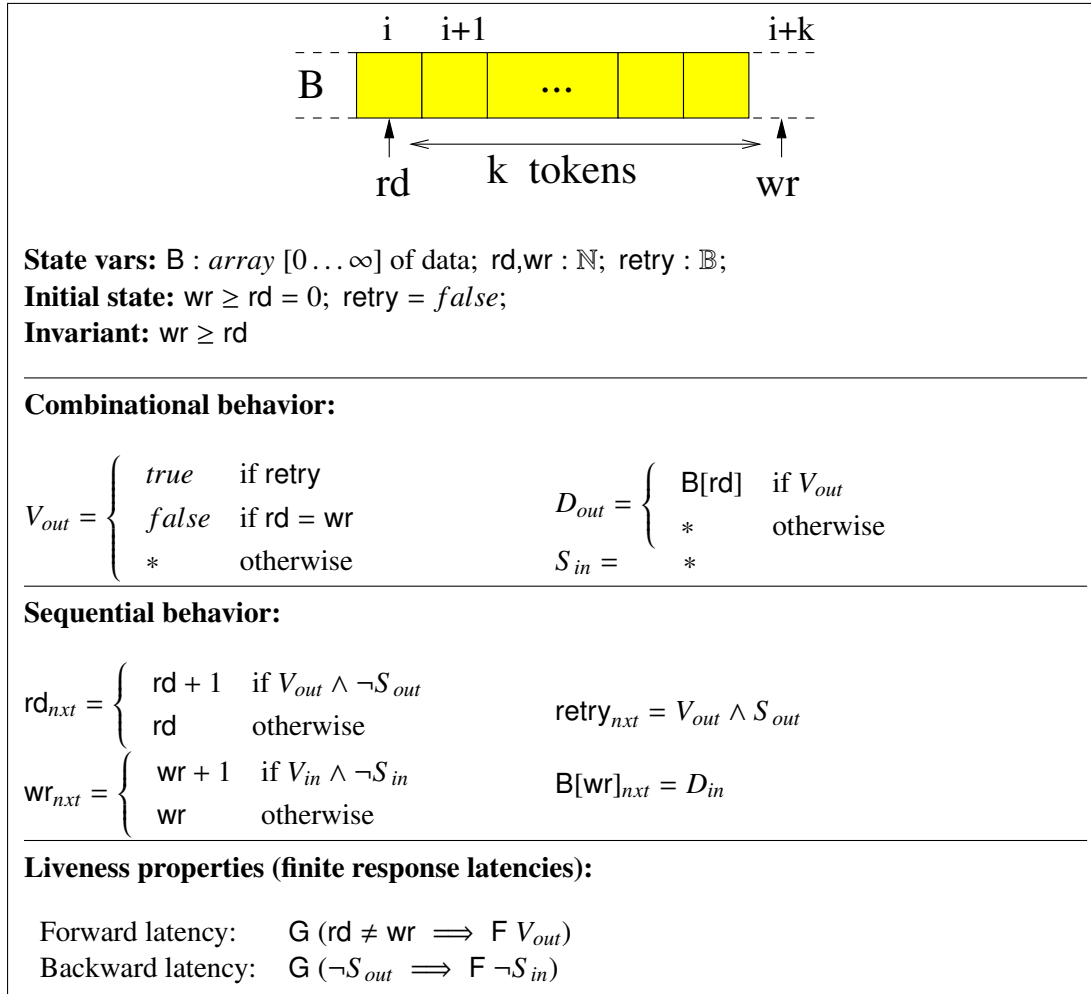 i i+1 i+k
B ...
rd k tokens wr
State vars: B : array [0 . . . ∞] of data; rd,wr : ℕ; retry : 𝔹;
Initial state: wr ≥ rd = 0; retry = false;
Invariant: wr ≥ rd
Combinational behavior:
V_out = { true if retry
false if rd = wr
* otherwise
D_out = { B[rd] if V_out
* otherwise
S_in = *
Sequential behavior:
rd_nxt = { rd + 1 if V_out ∧ ¬S_out
rd otherwise
retry_nxt = V_out ∧ S_out
wr_nxt = { wr + 1 if V_in ∧ ¬S_in
wr otherwise
B[wr]_nxt = D_in
Liveness properties (finite response latencies):
Forward latency: G (rd ≠ wr ⟹ F V_out)
Backward latency: G (¬S_out ⟹ F ¬S_in)